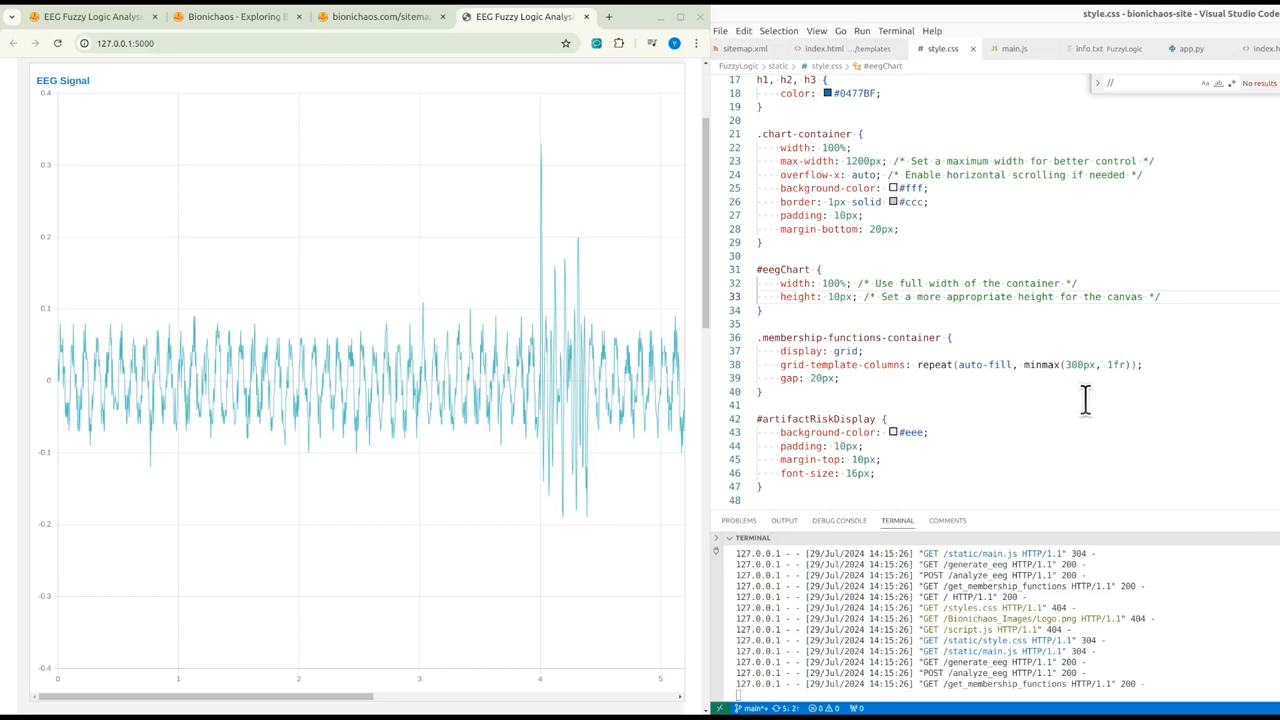 EEG Fuzzy Logic Analys
Bionichaos - Exploring B
bionichaos.com/sitema
EEG Fuzzy Logic Analys
127.0.0.1:5000
Y
EEG Signal
0.4
0.3
0.2
0.1
0
-0.1
-0.2
-0.3
-0.4
0 1 2 3 4 5
style.css - bionichaos-site - Visual Studio Code
File Edit Selection View Go Run Terminal Help
sitemap.xml index.html .../templates style.css main.js info.txt FuzzyLogic app.py index.h
FuzzyLogic > static > style.css > #eegChart
// Aa ab .* No results
17 h1, h2, h3 {
18 color: #0477BF;
19 }
20
21 .chart-container {
22 width: 100%;
23 max-width: 1200px; /* Set a maximum width for better control */
24 overflow-x: auto; /* Enable horizontal scrolling if needed */
25 background-color: #fff;
26 border: 1px solid #ccc;
27 padding: 10px;
28 margin-bottom: 20px;
29 }
30
31 #eegChart {
32 width: 100%; /* Use full width of the container */
33 height: 10px; /* Set a more appropriate height for the canvas */
34 }
35
36 .membership-functions-container {
37 display: grid;
38 grid-template-columns: repeat(auto-fill, minmax(300px, 1fr));
39 gap: 20px;
40 }
41
42 #artifactRiskDisplay {
43 background-color: #eee;
44 padding: 10px;
45 margin-top: 10px;
46 font-size: 16px;
47 }
48
PROBLEMS OUTPUT DEBUG CONSOLE TERMINAL COMMENTS
TERMINAL
127.0.0.1 - - [29/Jul/2024 14:15:26] "GET /static/main.js HTTP/1.1" 304 -
127.0.0.1 - - [29/Jul/2024 14:15:26] "GET /generate_eeg HTTP/1.1" 200 -
127.0.0.1 - - [29/Jul/2024 14:15:26] "POST /analyze_eeg HTTP/1.1" 200 -
127.0.0.1 - - [29/Jul/2024 14:15:26] "GET /get_membership_functions HTTP/1.1" 200 -
127.0.0.1 - - [29/Jul/2024 14:15:26] "GET / HTTP/1.1" 200 -
127.0.0.1 - - [29/Jul/2024 14:15:26] "GET /styles.css HTTP/1.1" 404 -
127.0.0.1 - - [29/Jul/2024 14:15:26] "GET /Bionichaos_Images/Logo.png HTTP/1.1" 404 -
127.0.0.1 - - [29/Jul/2024 14:15:26] "GET /script.js HTTP/1.1" 404 -
127.0.0.1 - - [29/Jul/2024 14:15:26] "GET /static/style.css HTTP/1.1" 304 -
127.0.0.1 - - [29/Jul/2024 14:15:26] "GET /static/main.js HTTP/1.1" 304 -
127.0.0.1 - - [29/Jul/2024 14:15:26] "GET /generate_eeg HTTP/1.1" 200 -
127.0.0.1 - - [29/Jul/2024 14:15:26] "POST /analyze_eeg HTTP/1.1" 200 -
127.0.0.1 - - [29/Jul/2024 14:15:26] "GET /get_membership_functions HTTP/1.1" 200 -
main*+ 5↓ 2↑ 0 0 0